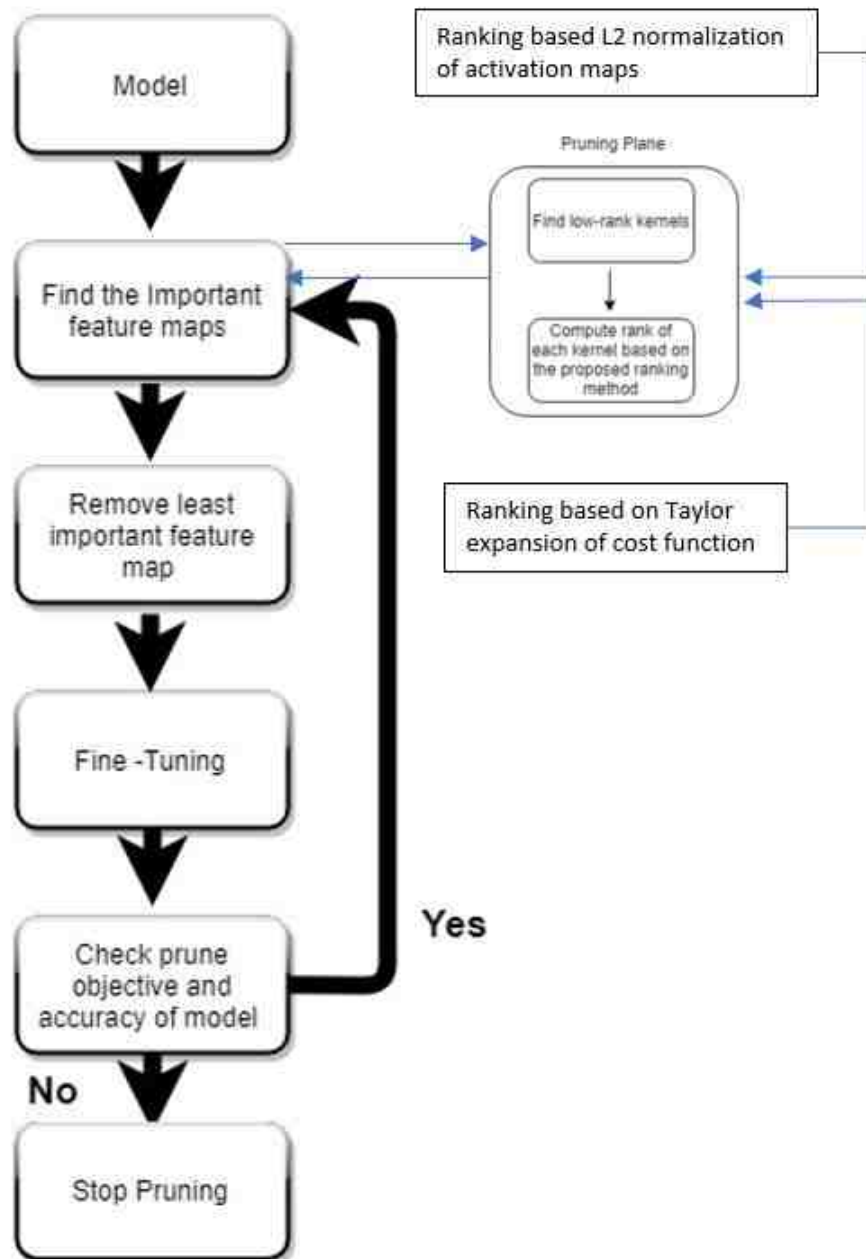 Model
Ranking based L2 normalization
of activation maps
Pruning Plane
Find low-rank kernels
Compute rank of
each kernel based on
the proposed ranking
method
Find the Important
feature maps
Remove least
important feature
map
Ranking based on Taylor
expansion of cost function
Fine -Tuning
Check prune
objective and
accuracy of model
Yes
No
Stop Pruning